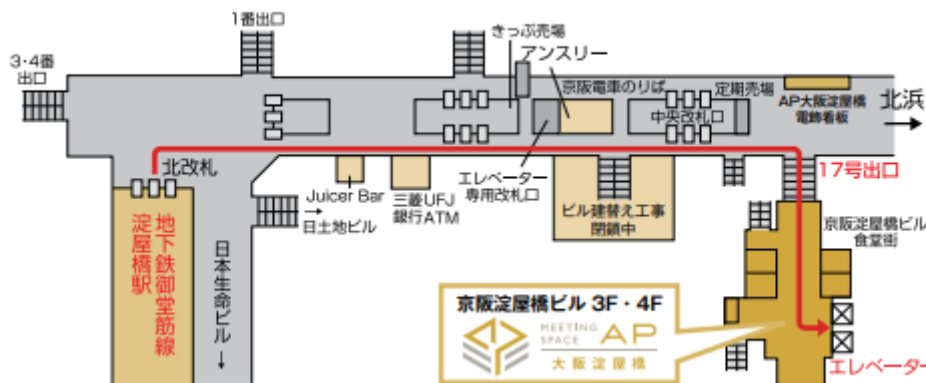 1番出口
3・4番
出口
きっぷ売場
アンスリー
京阪電車のりば
定期売場
中央改札口
AP大阪淀屋橋
電飾看板
北浜
北改札
Juicer Bar
三菱UFJ
銀行ATM
エレベーター
専用改札口
17号出口
→
日土地ビル
ビル建替え工事
閉鎖中
京阪淀屋橋ビル
食堂街
地下鉄御堂筋線
淀屋橋駅
日本生命ビル→
京阪淀屋橋ビル 3F・4F
MEETING
SPACE
AP
大阪淀屋橋
エレベーター